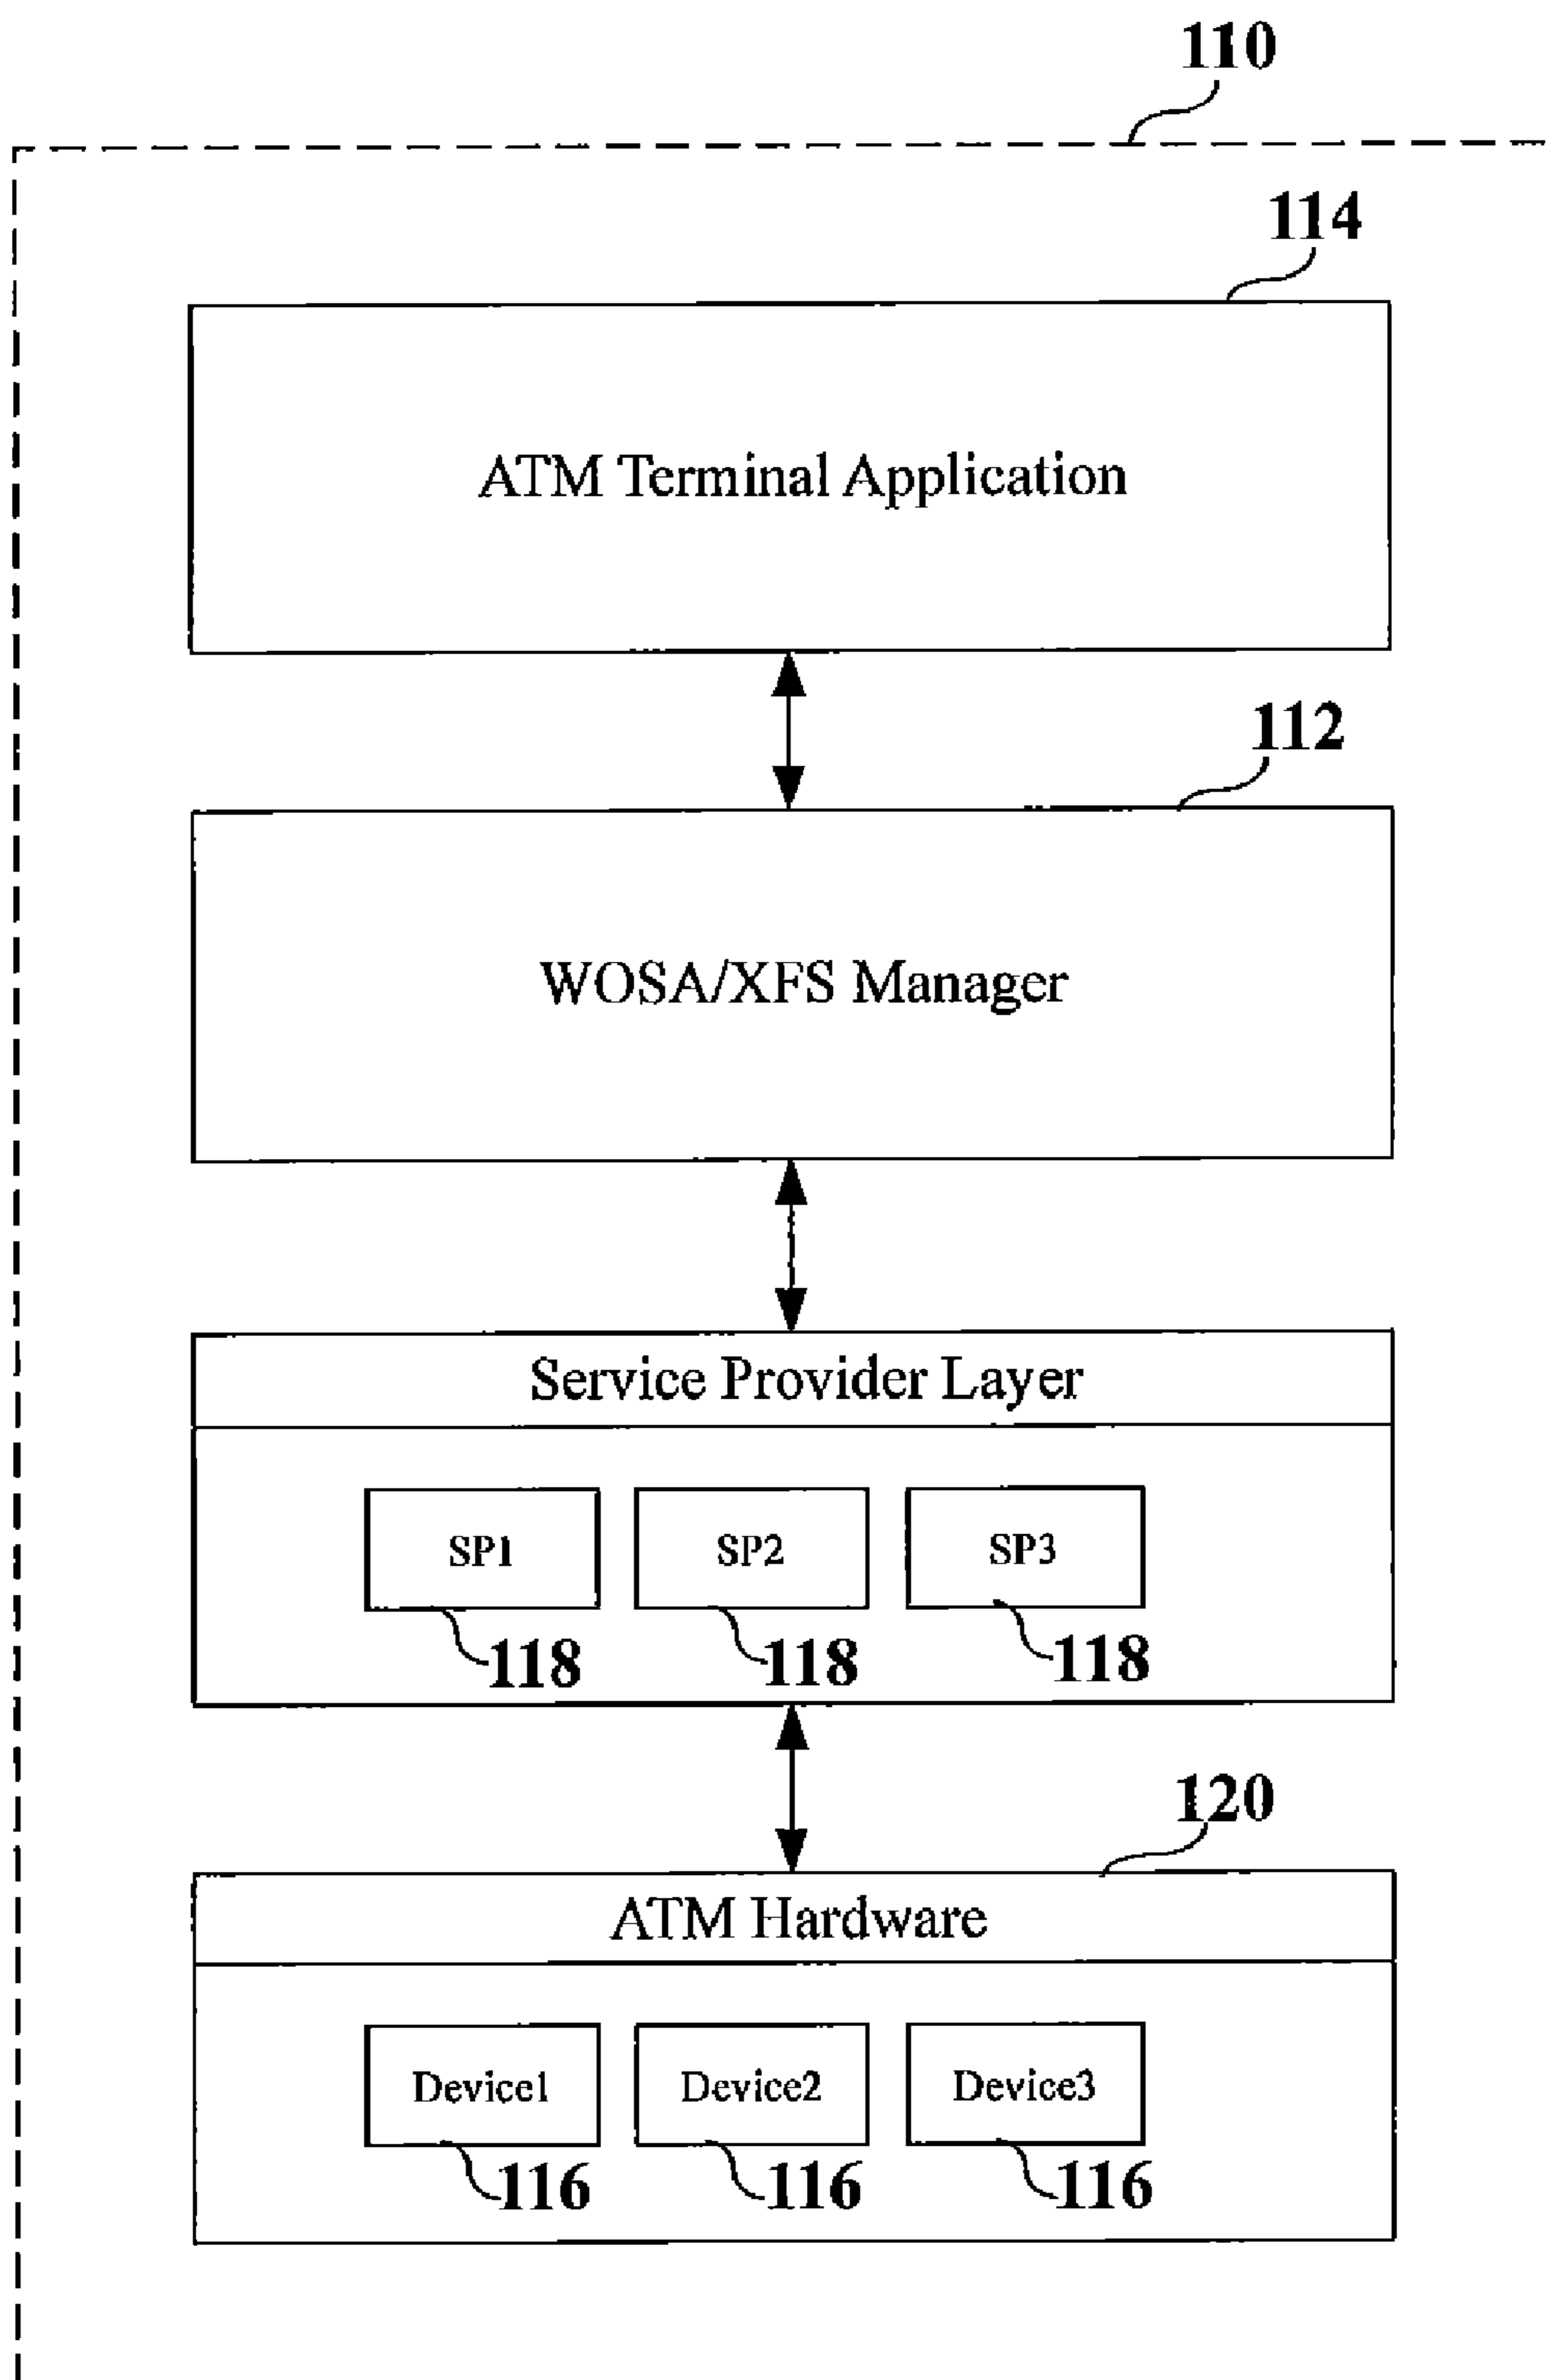 110
114
ATM Terminal Application
112
WOSA/XFS Manager
Service Provider Layer
SP1 SP2 SP3
118 118 118
120
ATM Hardware
Device1 Device2 Device3
116 116 116